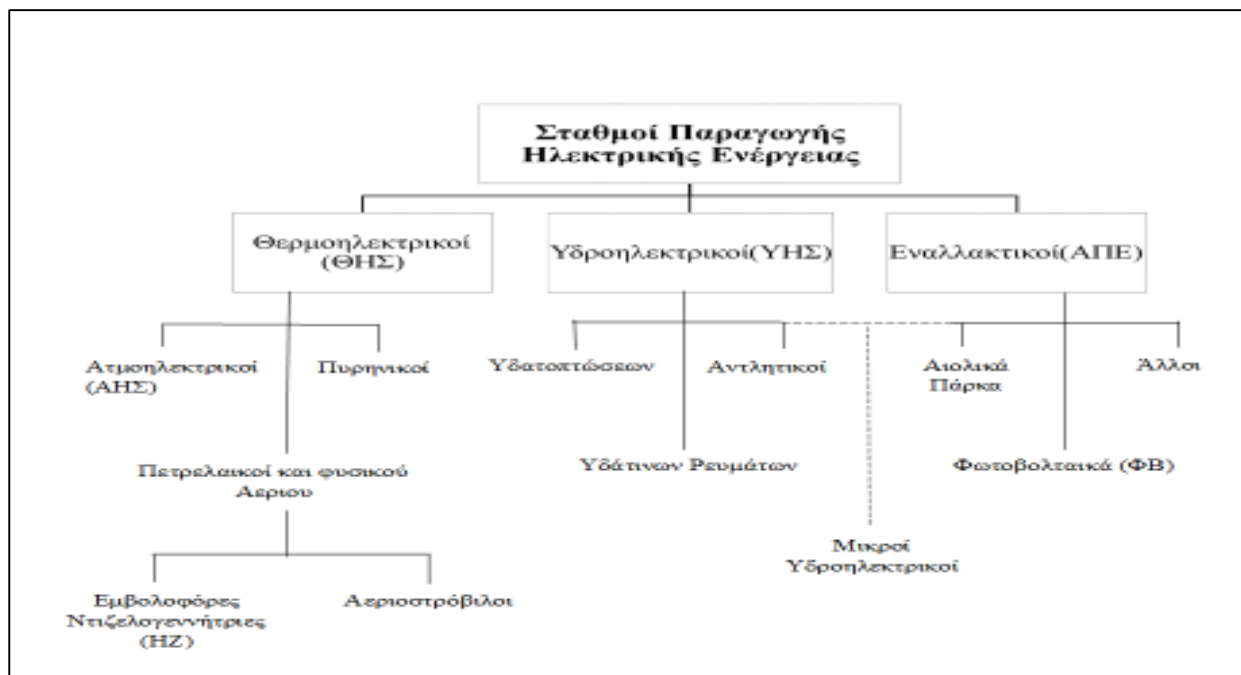 Σταθμοί Παραγωγής
Ηλεκτρικής Ενέργειας
Θερμοηλεκτρικοί
(ΘΗΣ)
Υδροηλεκτρικοί(ΥΗΣ)
Εναλλακτικοί(ΑΠΕ)
Ατμοηλεκτρικοί
(ΑΗΣ)
Πυρηνικοί
Υδατοπτώσεων
Αντλητικοί
Αιολικά
Πάρκα
Άλλοι
Πετρελαικοί και φυσικού
Αεριου
Υδάτινων Ρευμάτων
Φωτοβολταικά (ΦΒ)
Μικροί
Υδροηλεκτρικοί
Εμβολοφόρες
Ντιζελογεννήτριες
(ΗΖ)
Αεριοστρόβιλοι